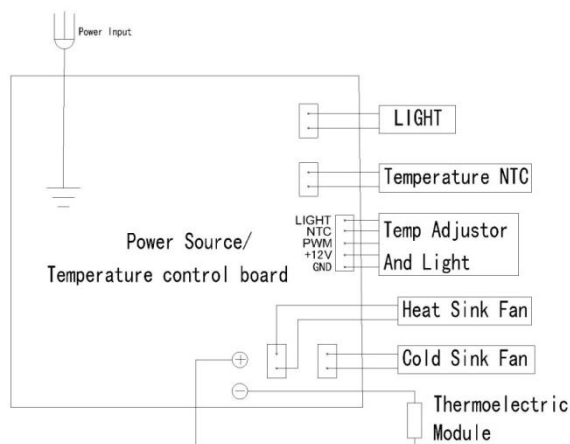 Power Input
LIGHT
Temperature NTC
LIGHT
NTC
PWM
+12V
GND
Temp Adjustor
And Light
Power Source/
Temperature control board
Heat Sink Fan
Cold Sink Fan
Thermoelectric
Module